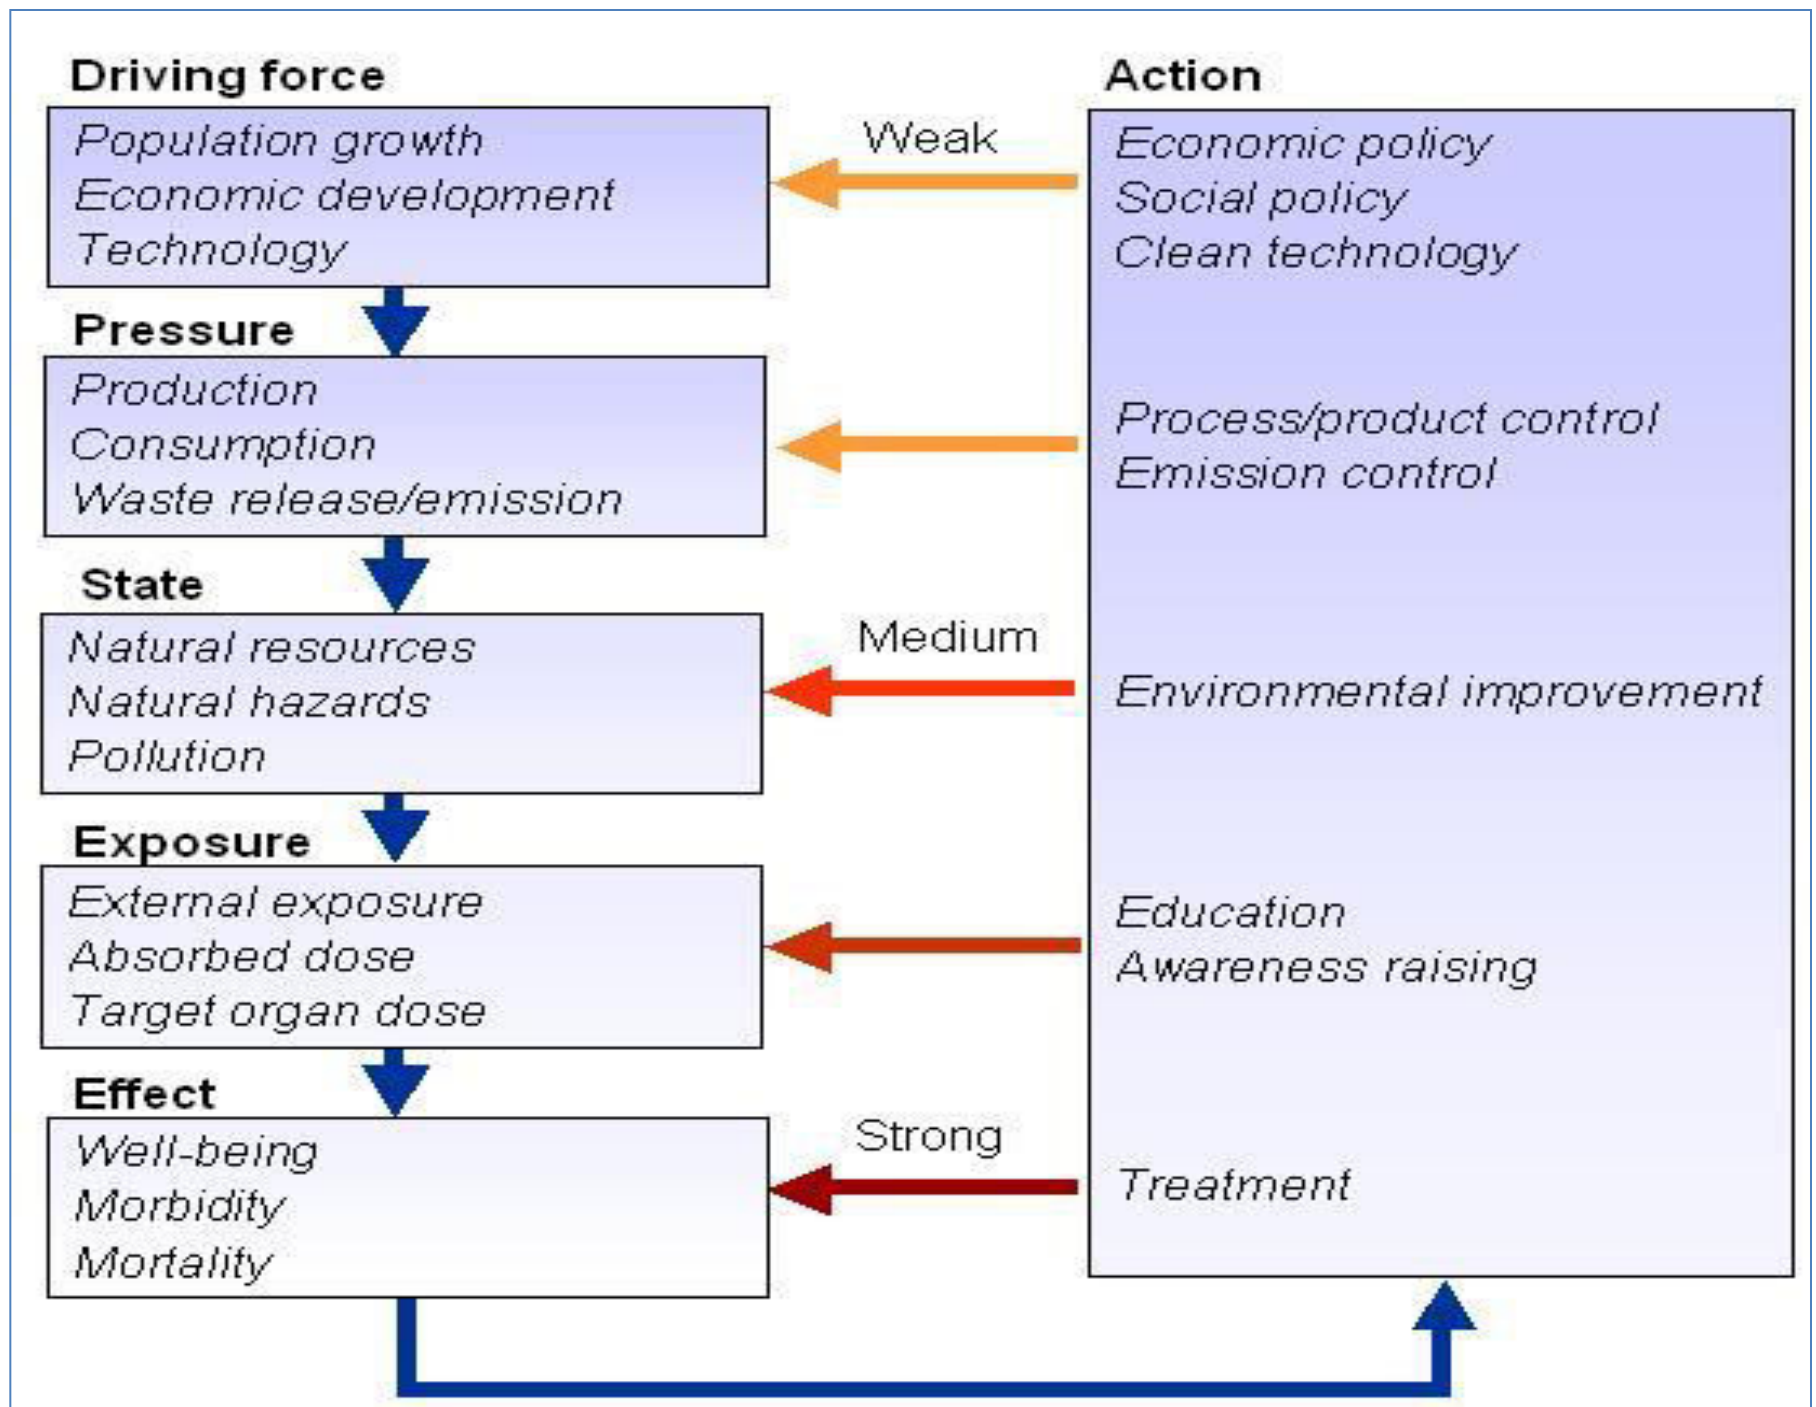 Driving force
Population growth
Economic development
Technology
Pressure
Production
Consumption
Waste release/emission
State
Natural resources
Natural hazards
Pollution
Exposure
External exposure
Absorbed dose
Target organ dose
Effect
Well-being
Morbidity
Mortality
Weak
Medium
Strong
Action
Economic policy
Social policy
Clean technology
Process/product control
Emission control
Environmental improvement
Education
Awareness raising
Treatment